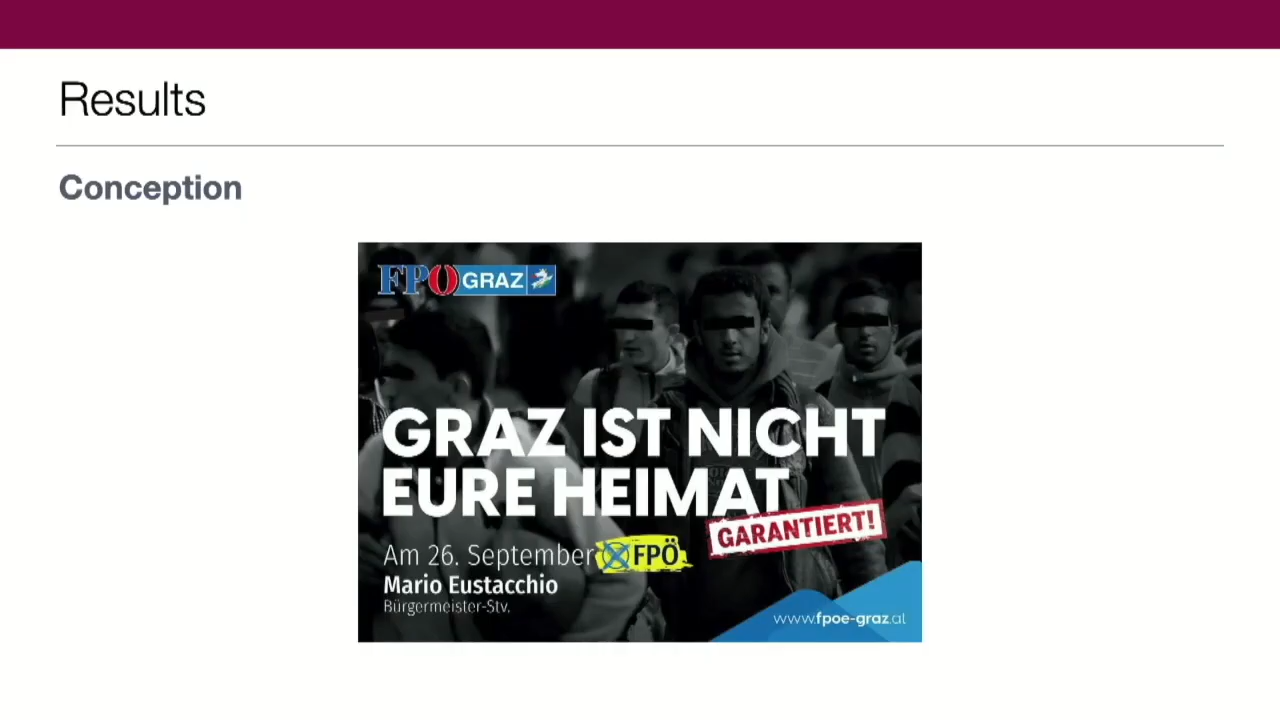 Results
Conception
FPÖ GRAZ
GRAZ IST NICHT
EURE HEIMAT
GARANTIERT!
Am 26. September FPÖ
Mario Eustacchio
Bürgermeister-Stv.
www.fpoe-graz.at